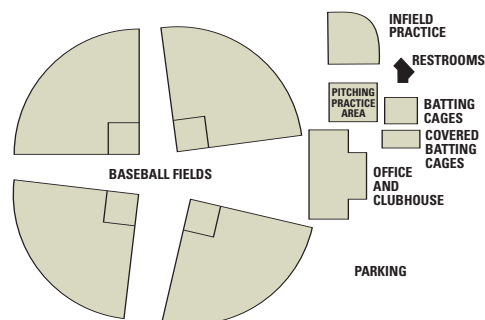 INFIELD
PRACTICE
RESTROOMS
PITCHING
PRACTICE
AREA
BATTING
CAGES
COVERED
BATTING
CAGES
BASEBALL FIELDS
OFFICE
AND
CLUBHOUSE
PARKING